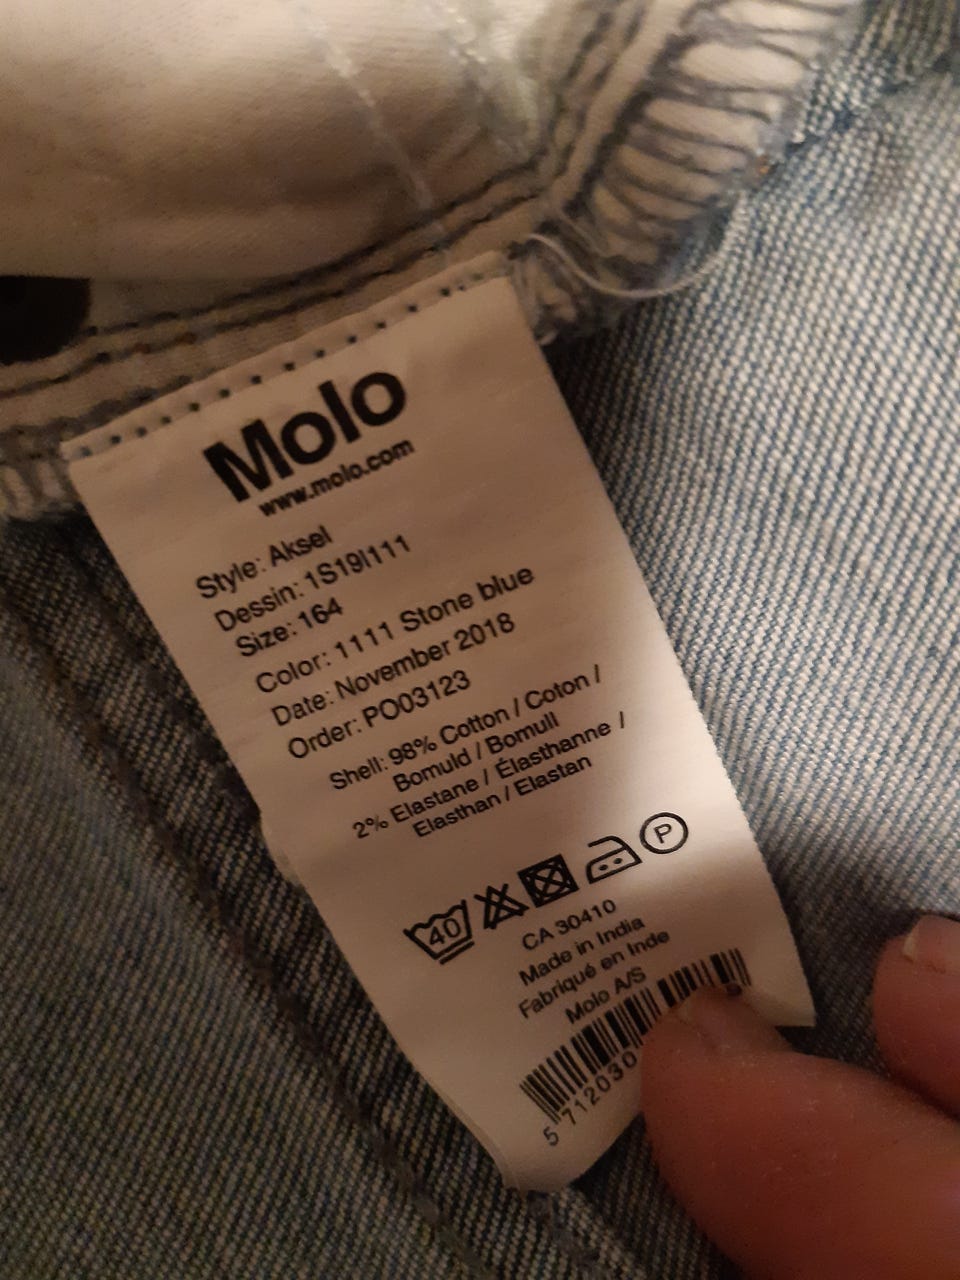 Molo
www.molo.com
Style: Aksel
Dessin: 1S19I111
Size: 164
Color: 1111 Stone blue
Date: November 2018
Order: PO03123
Shell: 98% Cotton / Coton /
Bomuld / Bomull
2% Elastane / Élasthanne /
Elasthan / Elastan
40
P
CA 30410
Made in India
Fabriqué en Inde
Molo A/S
5 712030